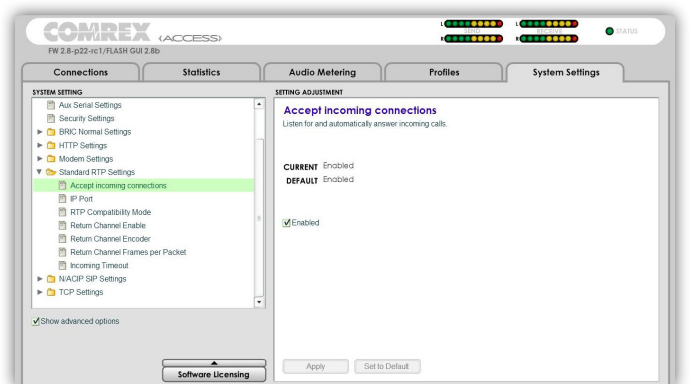 COMREX (ACCESS)
FW 2.8-p22-rc1/FLASH GUI 2.8b
L
R
SEND
L
R
RECEIVE
STATUS
Connections
Statistics
Audio Metering
Profiles
System Settings
SYSTEM SETTING
Aux Serial Settings
Security Settings
BRIC Normal Settings
HTTP Settings
Modem Settings
Standard RTP Settings
Accept incoming connections
IP Port
RTP Compatibility Mode
Return Channel Enable
Return Channel Encoder
Return Channel Frames per Packet
Incoming Timeout
N/ACIP SIP Settings
TCP Settings
Show advanced options
Software Licensing
SETTING ADJUSTMENT
Accept incoming connections
Listen for and automatically answer incoming calls.
CURRENT Enabled
DEFAULT Enabled
Enabled
Apply
Set to Default